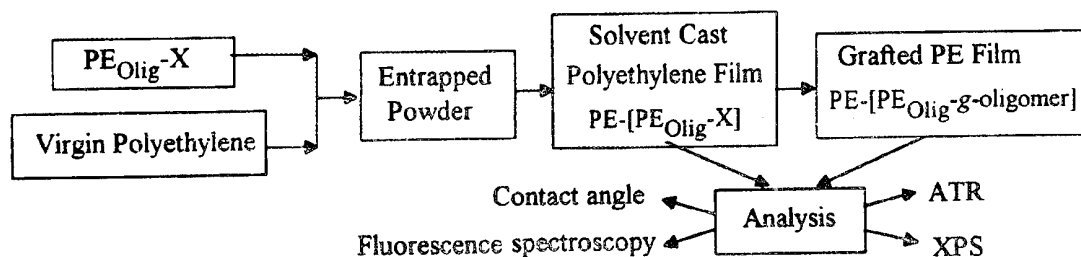 PE_Olig-X
Virgin Polyethylene
Entrapped
Powder
Solvent Cast
Polyethylene Film
PE-[PE_Olig-X]
Grafted PE Film
PE-[PE_Olig-g-oligomer]
Contact angle
Fluorescence spectroscopy
Analysis
ATR
XPS